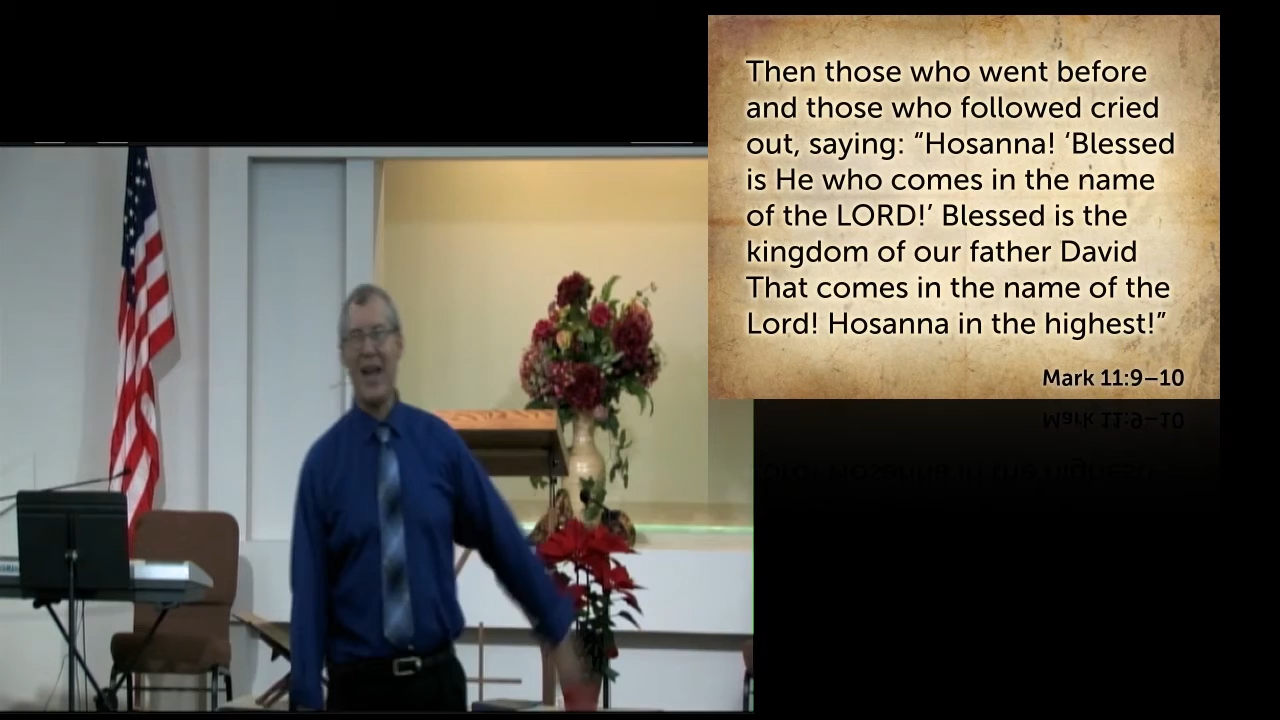 Then those who went before
and those who followed cried
out, saying: “Hosanna! ‘Blessed
is He who comes in the name
of the LORD!’ Blessed is the
kingdom of our father David
That comes in the name of the
Lord! Hosanna in the highest!”
Mark 11:9–10